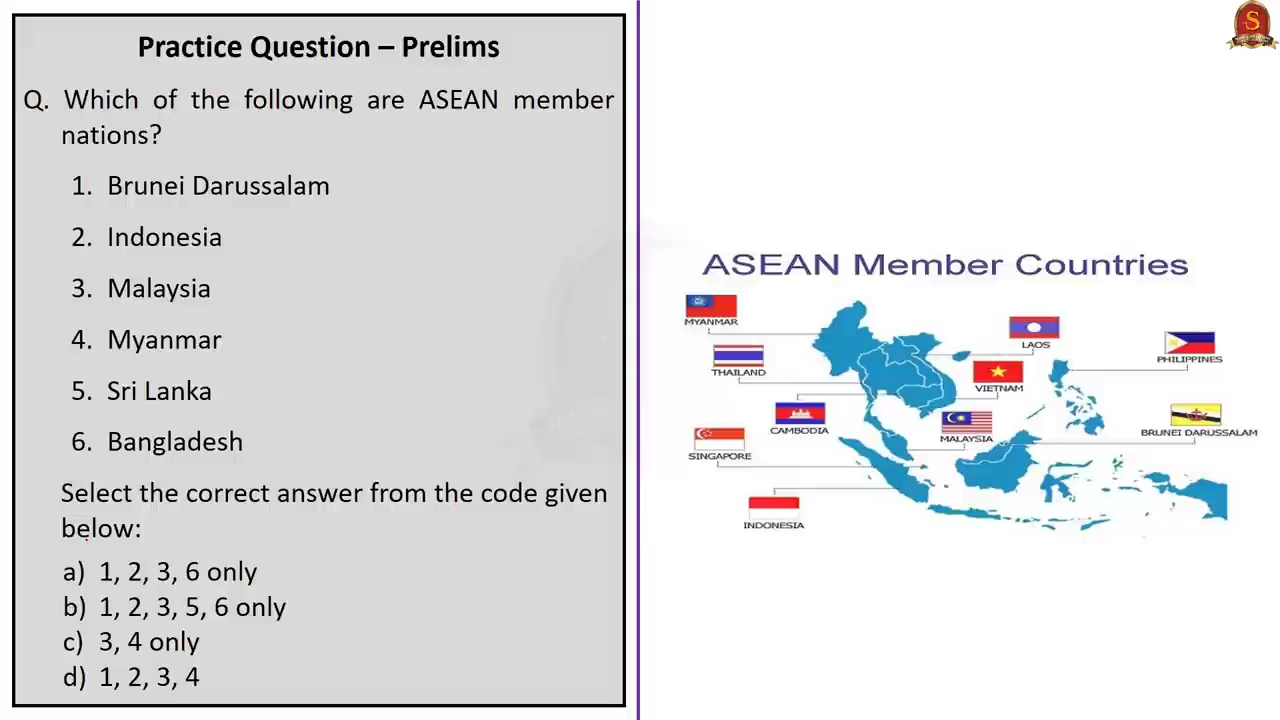 Practice Question – Prelims
Q. Which of the following are ASEAN member
nations?
1. Brunei Darussalam
2. Indonesia
3. Malaysia
4. Myanmar
5. Sri Lanka
6. Bangladesh
Select the correct answer from the code given
below:
a) 1, 2, 3, 6 only
b) 1, 2, 3, 5, 6 only
c) 3, 4 only
d) 1, 2, 3, 4
S
ASEAN Member Countries
MYANMAR
LAOS
PHILIPPINES
THAILAND
VIETNAM
CAMBODIA
MALAYSIA
BRUNEI DARUSSALAM
SINGAPORE
INDONESIA